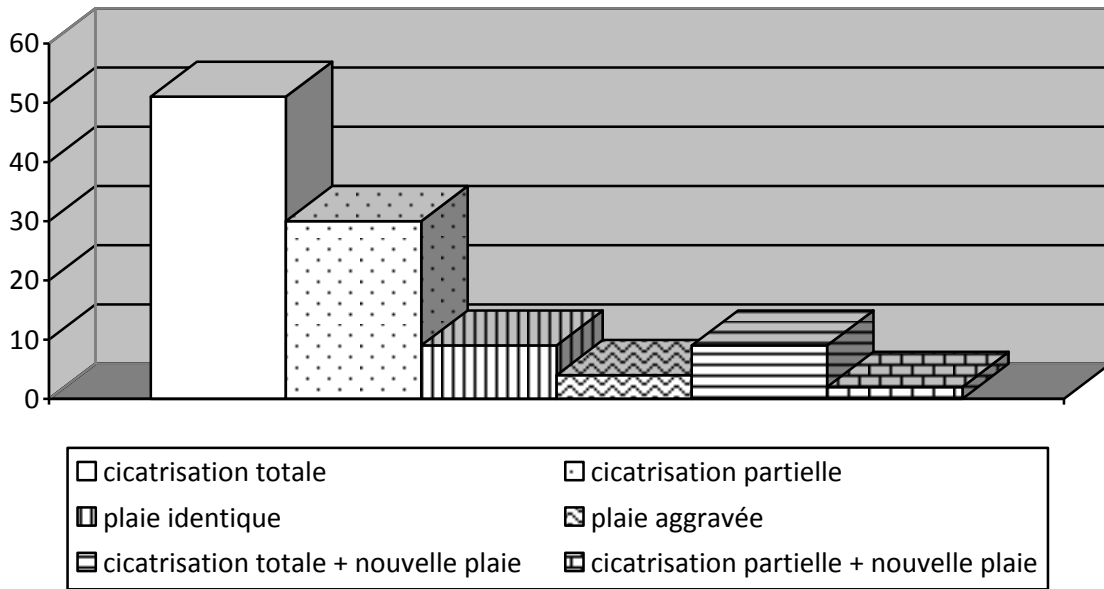 60
50
40
30
20
10
0
cicatrisation totale
cicatrisation partielle
plaie identique
plaie aggravée
cicatrisation totale + nouvelle plaie
cicatrisation partielle + nouvelle plaie